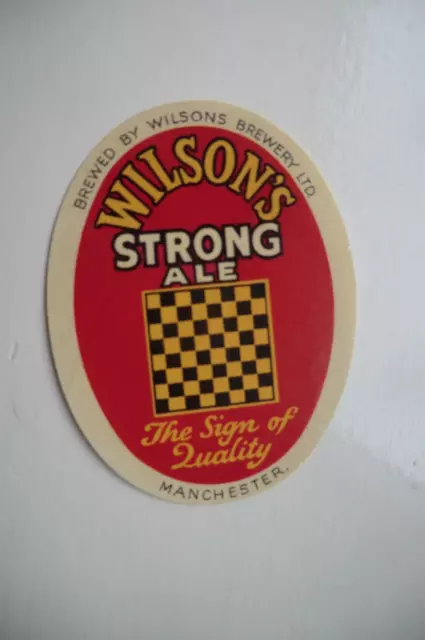 BREWED BY WILSONS BREWERY LTD.
WILSON'S
STRONG
ALE
The Sign of
Quality
MANCHESTER.